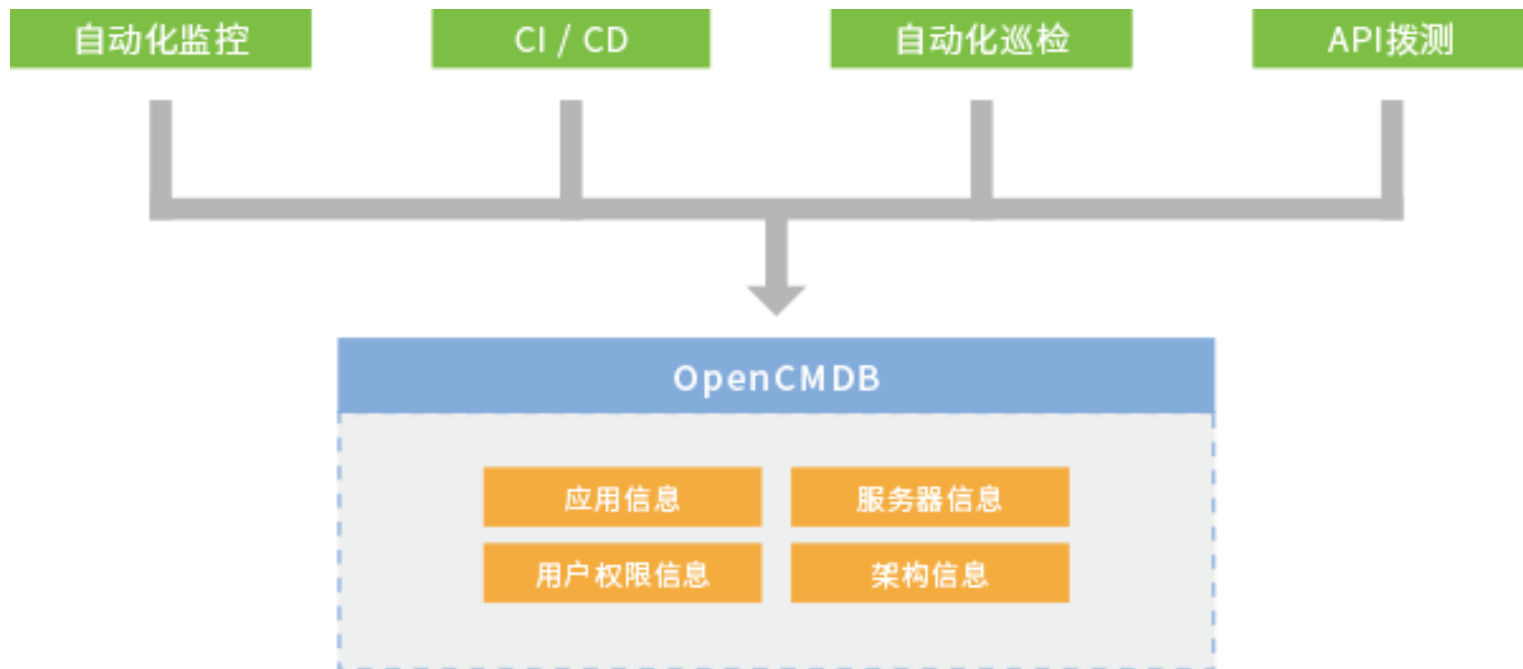 自动化监控
CI / CD
自动化巡检
API拨测
OpenCMDB
应用信息
服务器信息
用户权限信息
架构信息